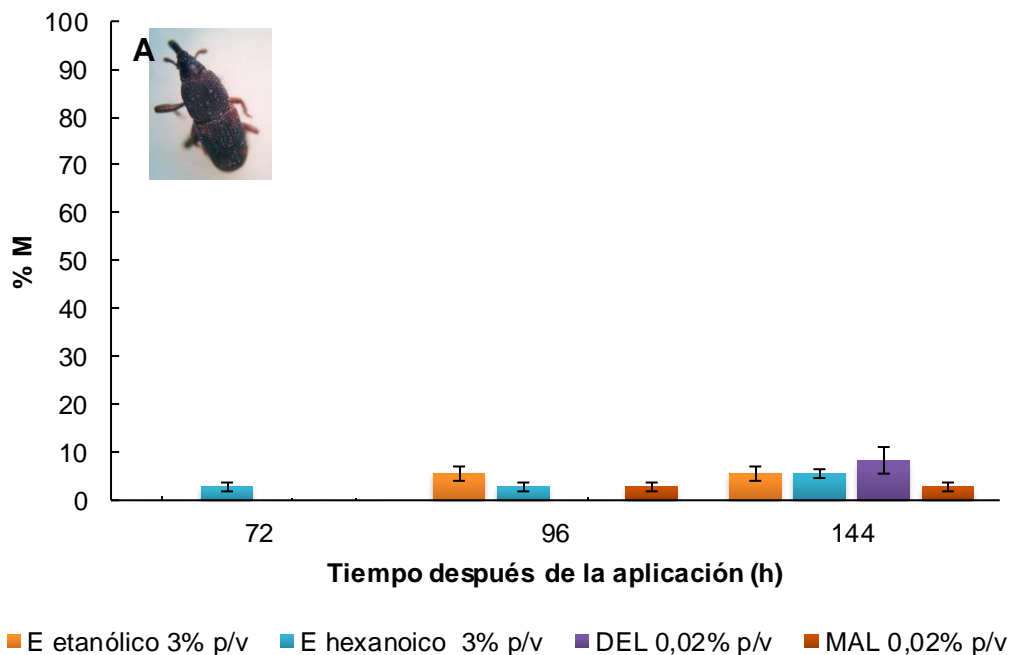 A
100
90
80
70
60
50
40
30
20
10
0
% M
72 96 144
Tiempo después de la aplicación (h)
E etanólico 3% p/v E hexanoico 3% p/v DEL 0,02% p/v MAL 0,02% p/v